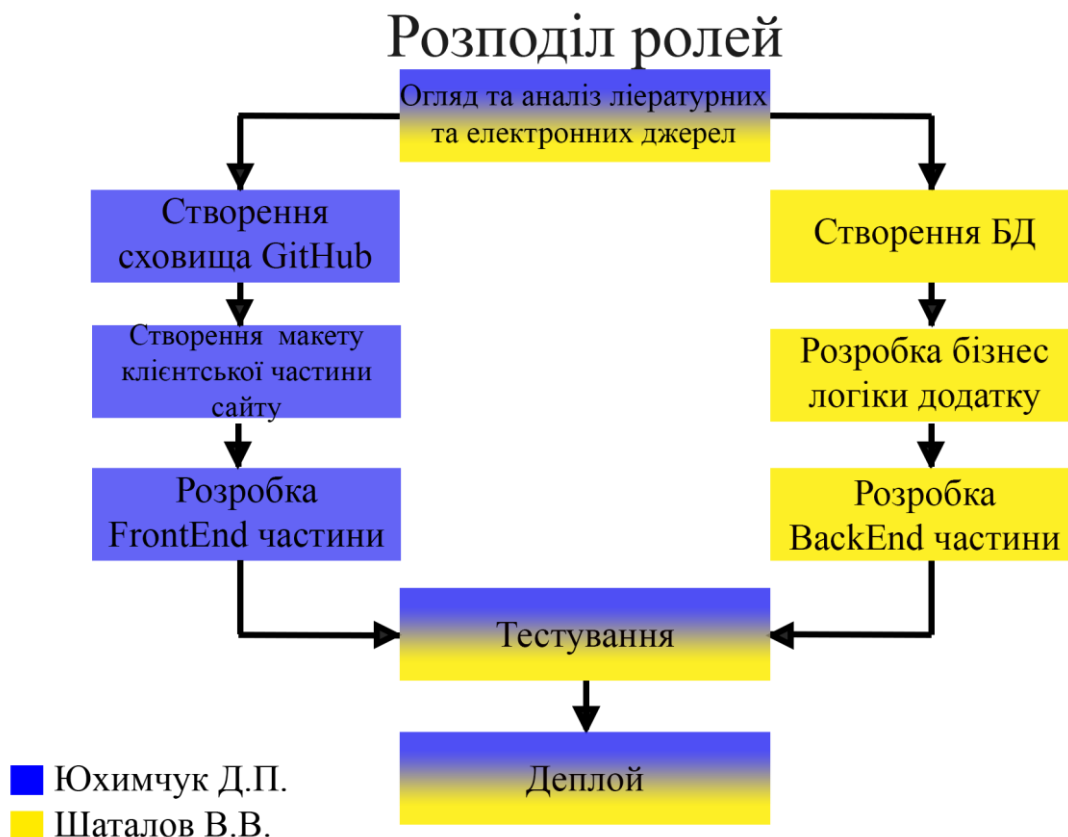 Розподіл ролей
Огляд та аналіз ліературних
та електронних джерел
Створення
сховища GitHub
Створення БД
Створення макету
клієнтської частини
сайту
Розробка бізнес
логіки додатку
Розробка
FrontEnd частини
Розробка
BackEnd частини
Тестування
Деплой
Юхимчук Д.П.
Шаталов В.В.